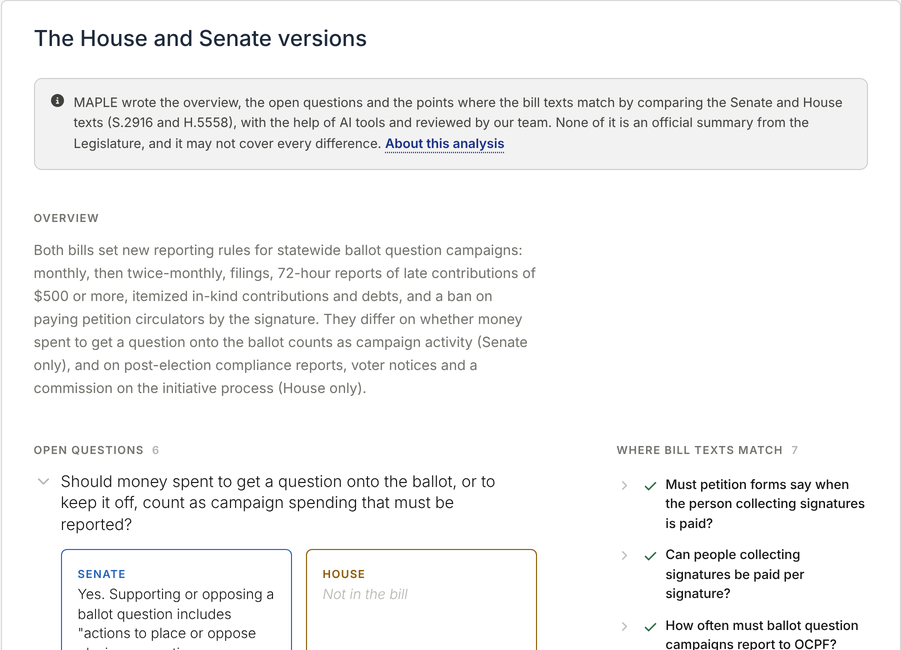 The House and Senate versions
MAPLE wrote the overview, the open questions and the points where the bill texts match by comparing the Senate and House
texts (S.2916 and H.5558), with the help of AI tools and reviewed by our team. None of it is an official summary from the
Legislature, and it may not cover every difference. About this analysis
OVERVIEW
Both bills set new reporting rules for statewide ballot question campaigns:
monthly, then twice-monthly, filings, 72-hour reports of late contributions of
$500 or more, itemized in-kind contributions and debts, and a ban on
paying petition circulators by the signature. They differ on whether money
spent to get a question onto the ballot counts as campaign activity (Senate
only), and on post-election compliance reports, voter notices and a
commission on the initiative process (House only).
OPEN QUESTIONS 6
Should money spent to get a question onto the ballot, or to
keep it off, count as campaign spending that must be
reported?
SENATE
Yes. Supporting or opposing a
ballot question includes
"actions to place or oppose
HOUSE
Not in the bill
WHERE BILL TEXTS MATCH 7
Must petition forms say when
the person collecting signatures
is paid?
Can people collecting
signatures be paid per
signature?
How often must ballot question
campaigns report to OCPF?